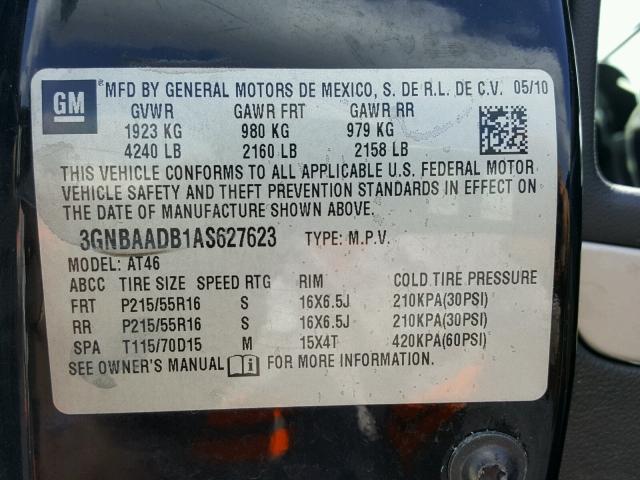 GM
MFD BY GENERAL MOTORS DE MEXICO, S. DE R.L. DE C.V. 05/10
GVWR GAWR FRT GAWR RR
1923 KG 980 KG 979 KG
4240 LB 2160 LB 2158 LB
THIS VEHICLE CONFORMS TO ALL APPLICABLE U.S. FEDERAL MOTOR
VEHICLE SAFETY AND THEFT PREVENTION STANDARDS IN EFFECT ON
THE DATE OF MANUFACTURE SHOWN ABOVE.
3GNBAADB1AS627623 TYPE: M.P.V.
MODEL: AT46
ABCC TIRE SIZE SPEED RTG RIM COLD TIRE PRESSURE
FRT P215/55R16 S 16X6.5J 210KPA(30PSI)
RR P215/55R16 S 16X6.5J 210KPA(30PSI)
SPA T115/70D15 M 15X4T 420KPA(60PSI)
SEE OWNER'S MANUAL FOR MORE INFORMATION.